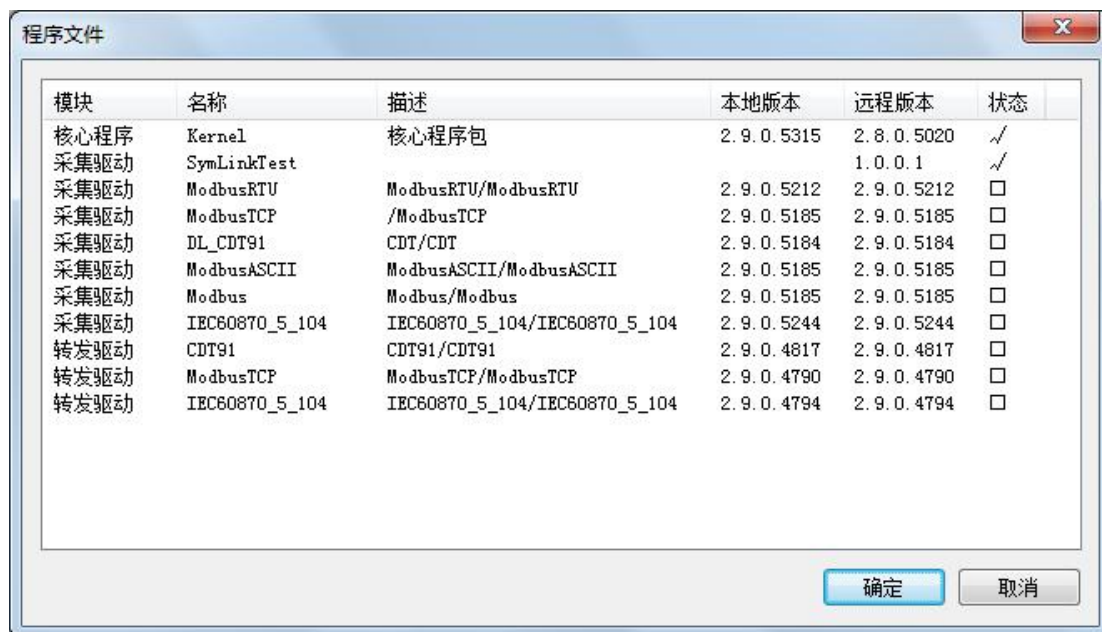 程序文件
模块 名称 描述 本地版本 远程版本 状态
核心程序 Kernel 核心程序包 2.9.0.5315 2.8.0.5020 √
采集驱动 SymLinkTest 1.0.0.1 √
采集驱动 ModbusRTU ModbusRTU/ModbusRTU 2.9.0.5212 2.9.0.5212 □
采集驱动 ModbusTCP /ModbusTCP 2.9.0.5185 2.9.0.5185 □
采集驱动 DL_CDT91 CDT/CDT 2.9.0.5184 2.9.0.5184 □
采集驱动 ModbusASCII ModbusASCII/ModbusASCII 2.9.0.5185 2.9.0.5185 □
采集驱动 Modbus Modbus/Modbus 2.9.0.5185 2.9.0.5185 □
采集驱动 IEC60870_5_104 IEC60870_5_104/IEC60870_5_104 2.9.0.5244 2.9.0.5244 □
转发驱动 CDT91 CDT91/CDT91 2.9.0.4817 2.9.0.4817 □
转发驱动 ModbusTCP ModbusTCP/ModbusTCP 2.9.0.4790 2.9.0.4790 □
转发驱动 IEC60870_5_104 IEC60870_5_104/IEC60870_5_104 2.9.0.4794 2.9.0.4794 □
确定 取消